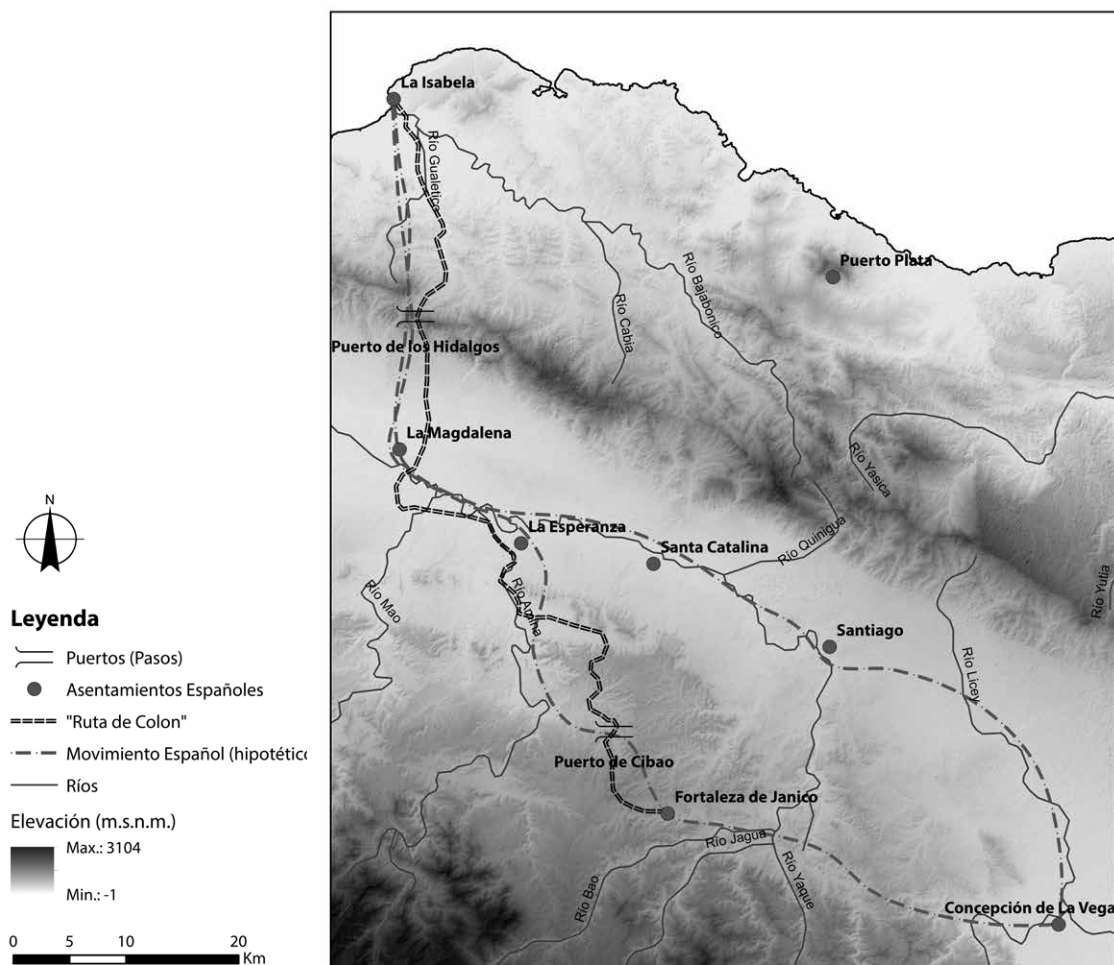 La Isabela
Río Gualetico
Puerto Plata
Río Bajabonico
Río Cabia
Puerto de los Hidalgos
La Magdalena
Río Yasica
La Esperanza
Santa Catalina
Río Quinigua
Río Yutia
Río Mao
Río Amina
Santiago
Río Licey
Puerto de Cibao
Fortaleza de Janico
Río Jagua
Río Bao
Río Yaque
Concepción de La Vega
N
Leyenda
Puertos (Pasos)
Asentamientos Españoles
"Ruta de Colon"
Movimiento Español (hipotétic
Ríos
Elevación (m.s.n.m.)
Max.: 3104
Min.: -1
0 5 10 20
Km